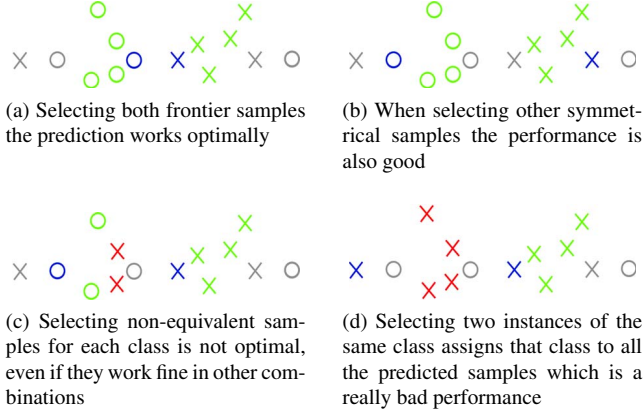 (a) Selecting both frontier samples
the prediction works optimally
(b) When selecting other symmet-
rical samples the performance is
also good
(c) Selecting non-equivalent sam-
ples for each class is not optimal,
even if they work fine in other com-
binations
(d) Selecting two instances of the
same class assigns that class to all
the predicted samples which is a
really bad performance